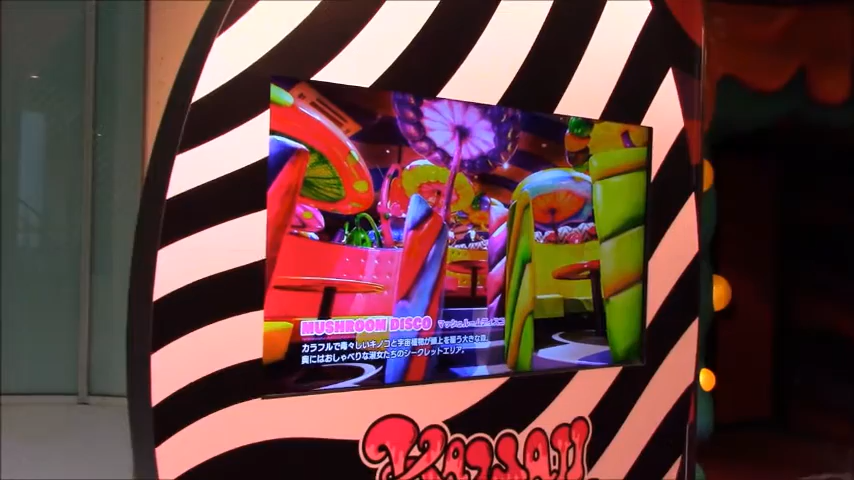 MUSHROOM DISCO マッシュルームディスコ
カラフルで毒々しいキノコと宇宙植物が頭上を覆う大きな森。
奥にはおしゃべりな淑女たちのシークレットエリア。
KAWAII